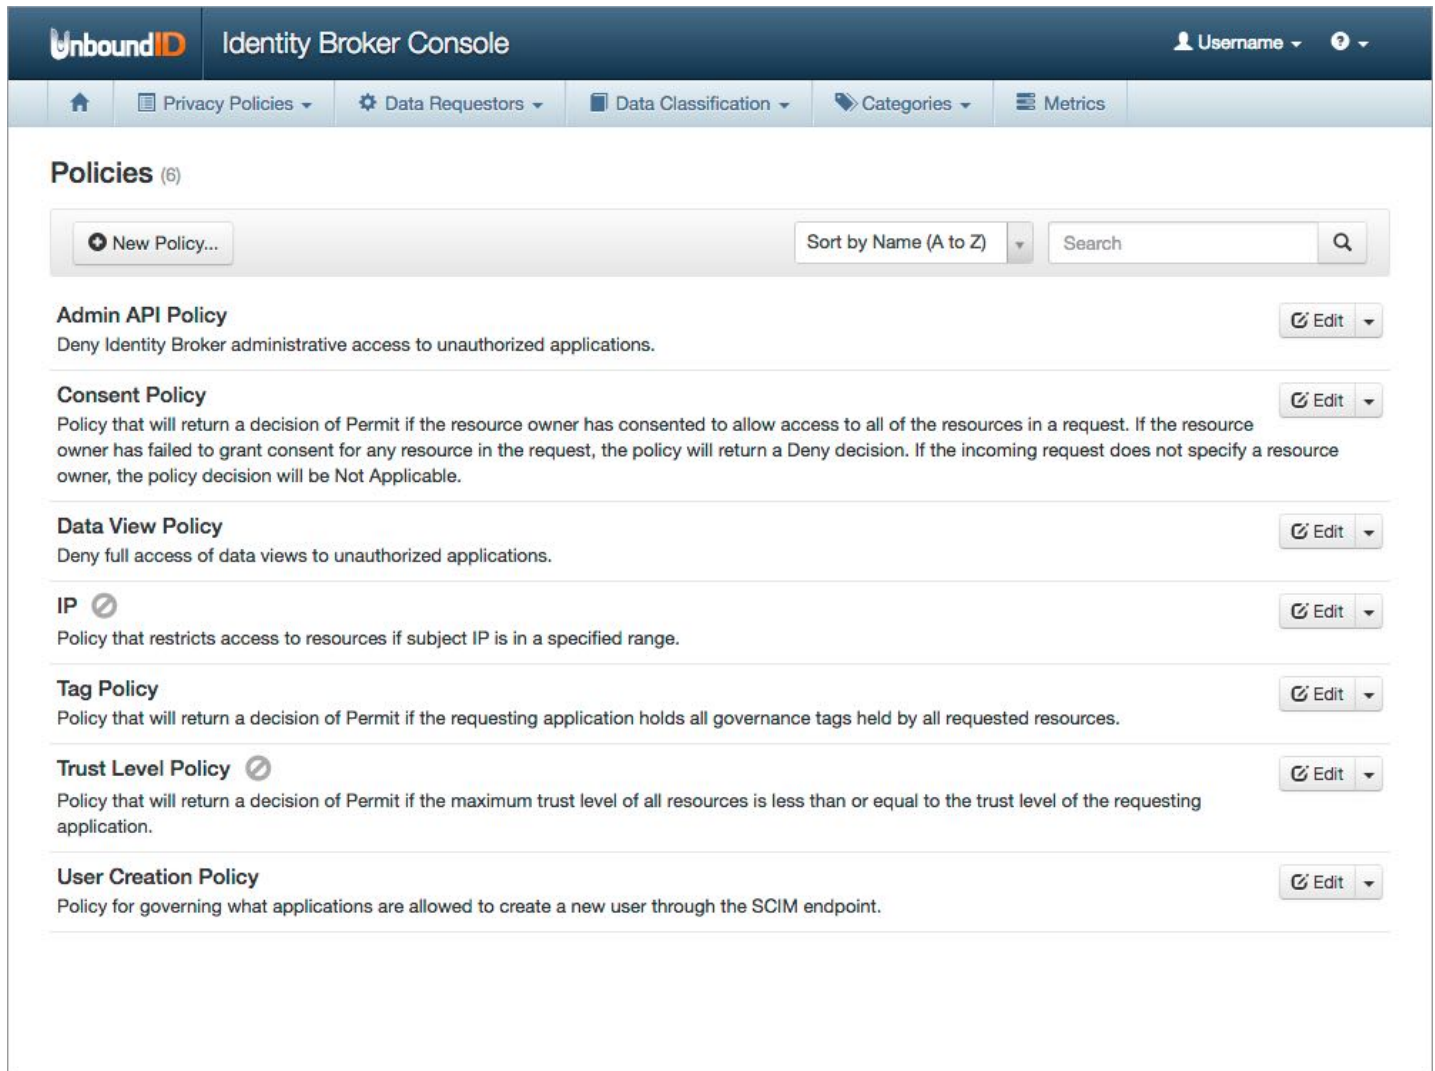 UnboundID Identity Broker Console Username
Privacy Policies Data Requestors Data Classification Categories Metrics
Policies (6)
New Policy... Sort by Name (A to Z) Search
Admin API Policy Edit
Deny Identity Broker administrative access to unauthorized applications.
Consent Policy Edit
Policy that will return a decision of Permit if the resource owner has consented to allow access to all of the resources in a request. If the resource
owner has failed to grant consent for any resource in the request, the policy will return a Deny decision. If the incoming request does not specify a resource
owner, the policy decision will be Not Applicable.
Data View Policy Edit
Deny full access of data views to unauthorized applications.
IP Edit
Policy that restricts access to resources if subject IP is in a specified range.
Tag Policy Edit
Policy that will return a decision of Permit if the requesting application holds all governance tags held by all requested resources.
Trust Level Policy Edit
Policy that will return a decision of Permit if the maximum trust level of all resources is less than or equal to the trust level of the requesting
application.
User Creation Policy Edit
Policy for governing what applications are allowed to create a new user through the SCIM endpoint.